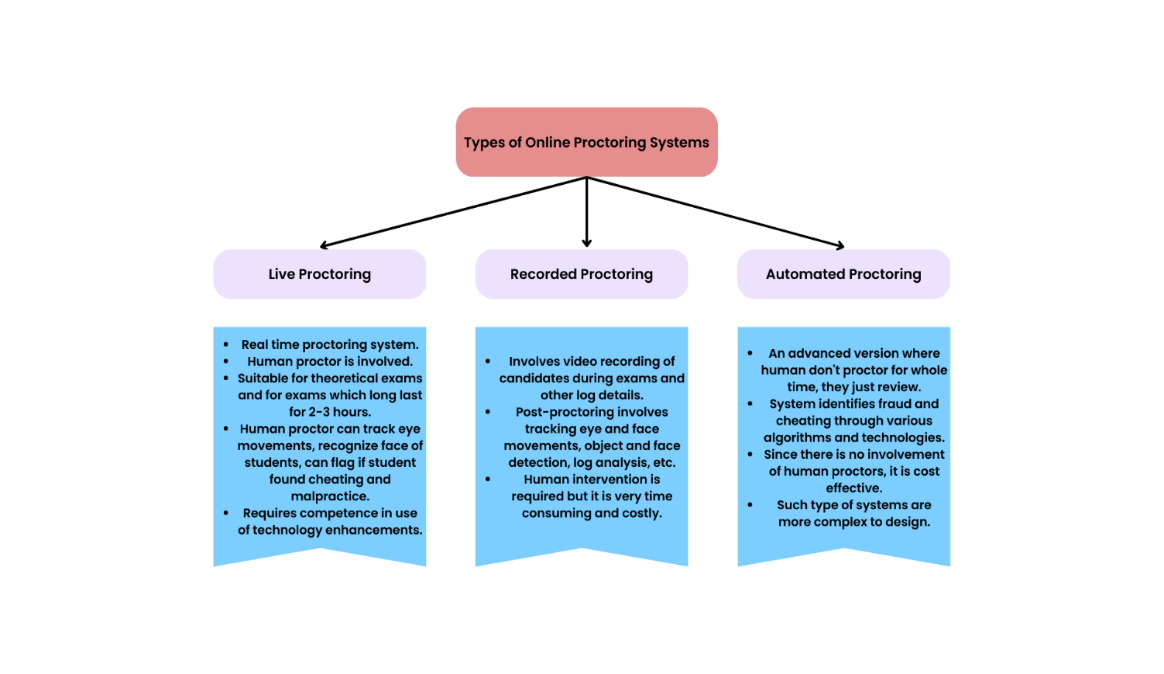 Types of Online Proctoring Systems
Live Proctoring
Recorded Proctoring
Automated Proctoring
• Real time proctoring system.
• Human proctor is involved.
• Suitable for theoretical exams
and for exams which long last
for 2-3 hours.
• Human proctor can track eye
movements, recognize face of
students, can flag if student
found cheating and
malpractice.
• Requires competence in use
of technology enhancements.
• Involves video recording of
candidates during exams and
other log details.
• Post-proctoring involves
tracking eye and face
movements, object and face
detection, log analysis, etc.
• Human intervention is
required but it is very time
consuming and costly.
• An advanced version where
human don't proctor for whole
time, they just review.
• System identifies fraud and
cheating through various
algorithms and technologies.
• Since there is no involvement
of human proctors, it is cost
effective.
• Such type of systems are
more complex to design.